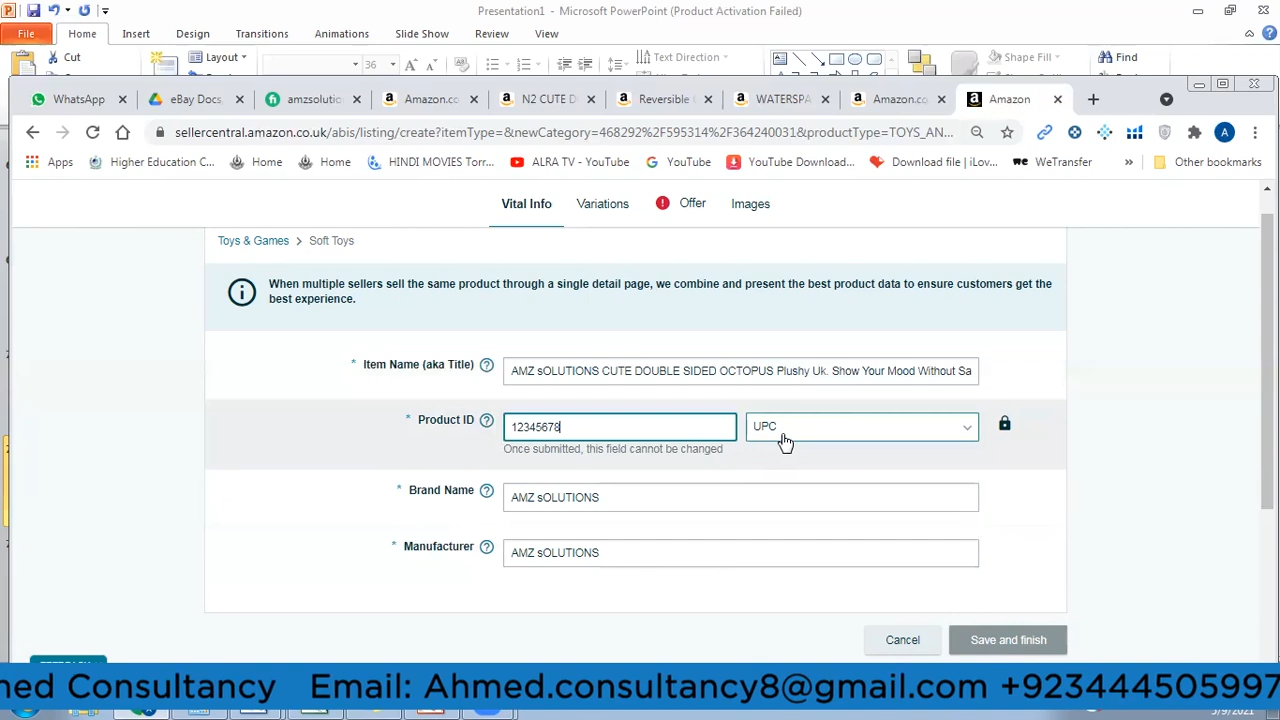 Presentation1 - Microsoft PowerPoint (Product Activation Failed)
File Home Insert Design Transitions Animations Slide Show Review View
Cut Layout 36 Text Direction Shape Fill Find
WhatsApp eBay Docs, amzsolution Amazon.co N2 CUTE D Reversible WATERSPA Amazon.co Amazon
sellercentral.amazon.co.uk/abis/listing/create?itemType=&newCategory=468292%2F595314%2F364240031&productType=TOYS_AN... A
Apps Higher Education C... Home Home HINDI MOVIES Torr... ALRA TV - YouTube YouTube YouTube Download... Download file | iLov... we WeTransfer » Other bookmarks
Vital Info Variations Offer Images
Toys & Games > Soft Toys
When multiple sellers sell the same product through a single detail page, we combine and present the best product data to ensure customers get the
best experience.
* Item Name (aka Title) AMZ sOLUTIONS CUTE DOUBLE SIDED OCTOPUS Plushy Uk. Show Your Mood Without Sa
* Product ID 12345678 UPC
Once submitted, this field cannot be changed
* Brand Name AMZ sOLUTIONS
* Manufacturer AMZ sOLUTIONS
Cancel Save and finish
med Consultancy Email: Ahmed.consultancy8@gmail.com +923444505997
5/9/2021